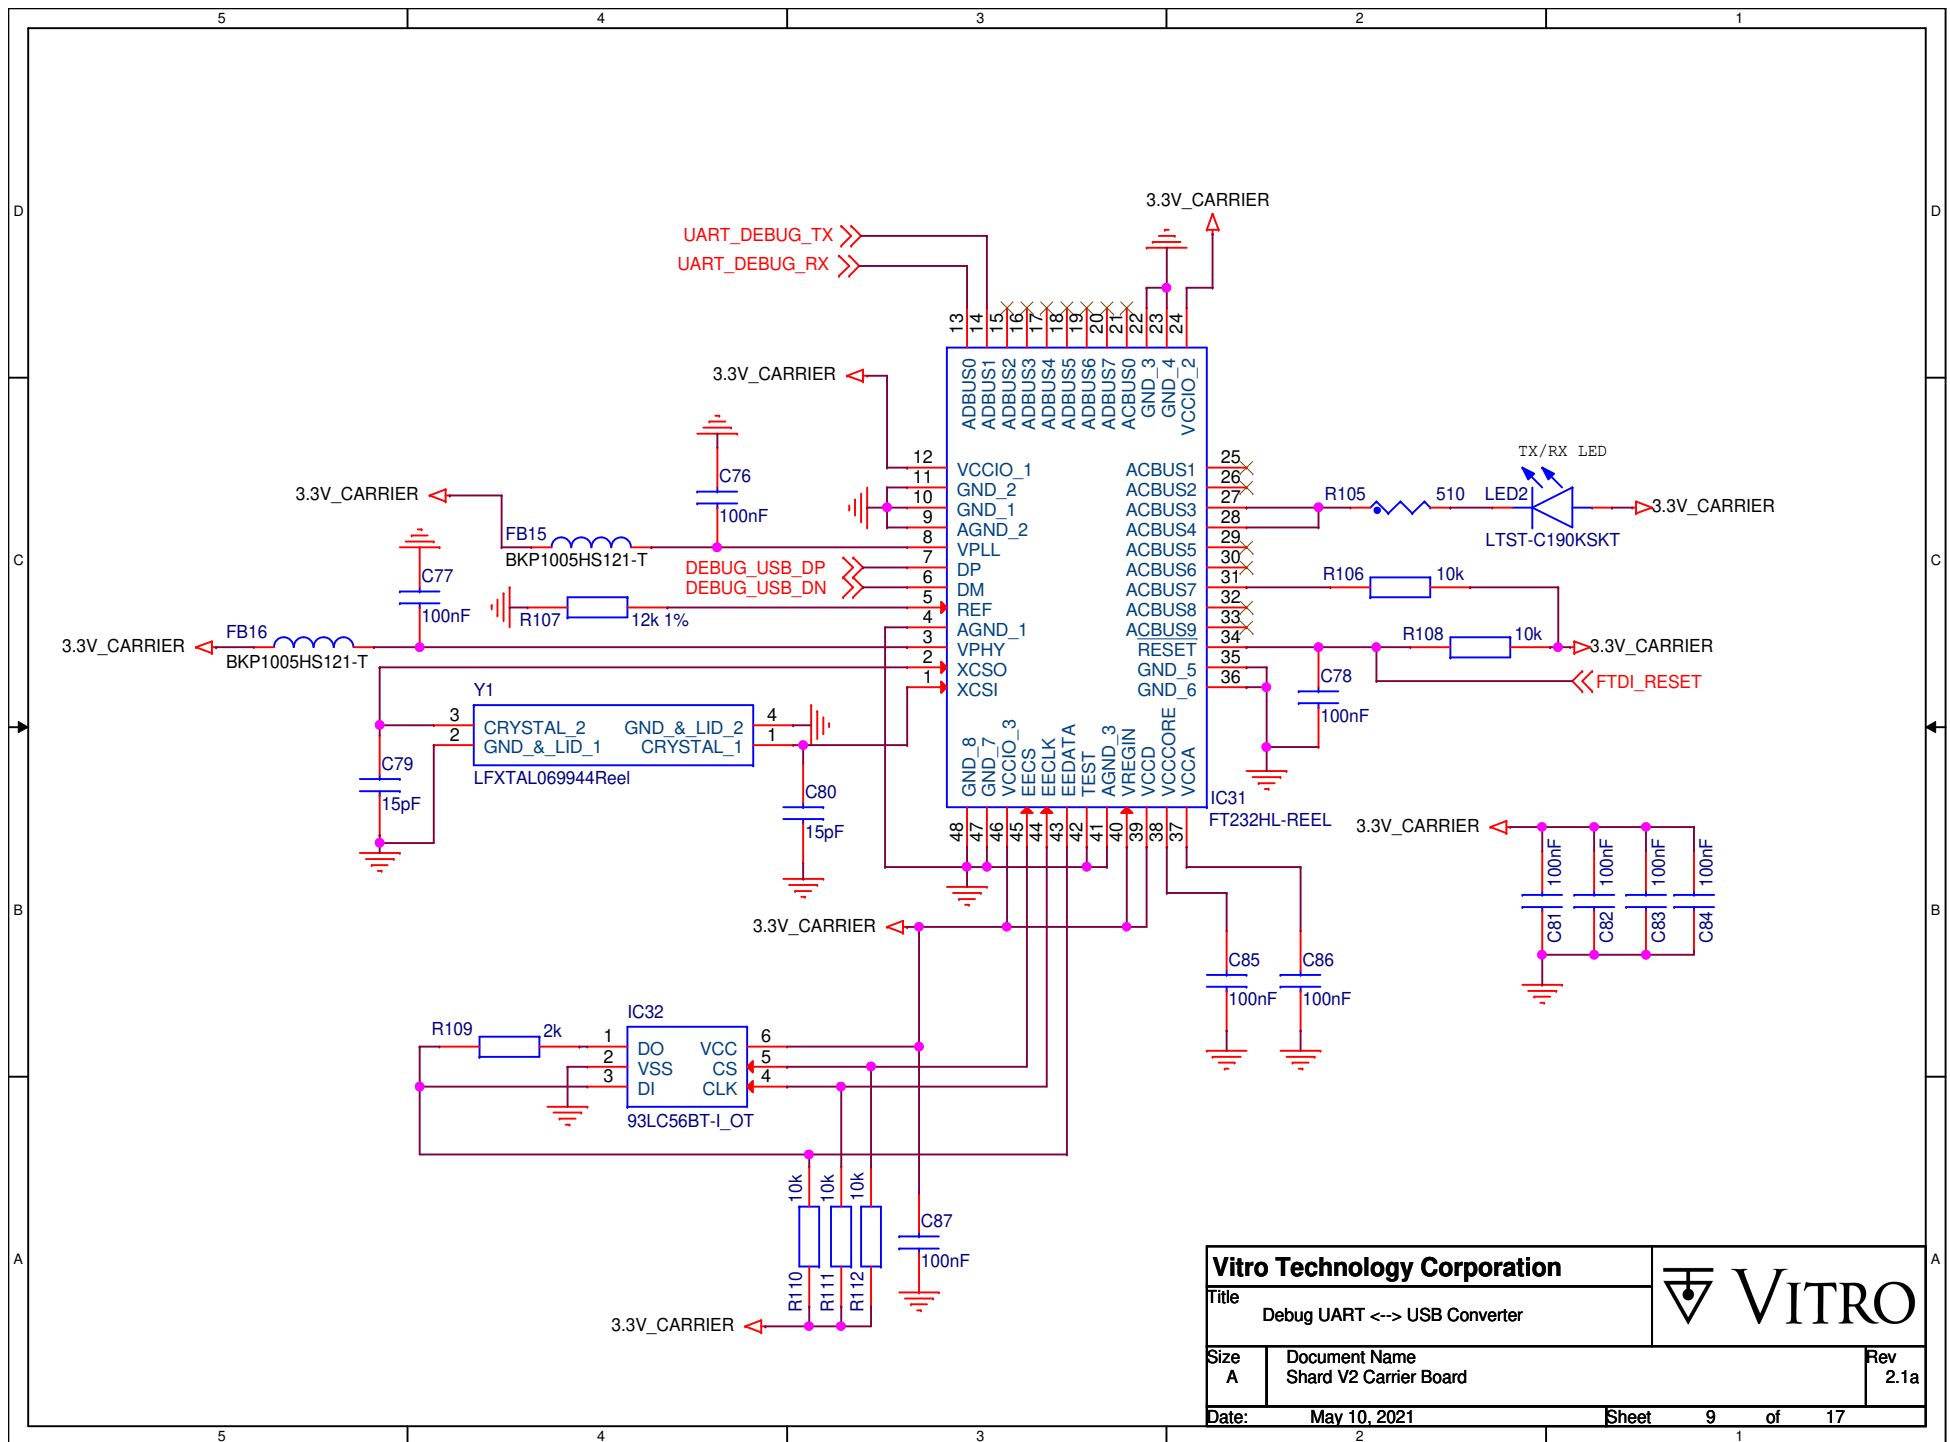 5 4 3 2 1
D D
C C
B B
A A
3.3V_CARRIER
UART_DEBUG_TX
UART_DEBUG_RX
13 14 15 16 17 18 19 20 21 22 23 24
ADBUS0 ADBUS1 ADBUS2 ADBUS3 ADBUS4 ADBUS5 ADBUS6 ADBUS7 ACBUS0 GND_3 GND_4 VCCIO_2
3.3V_CARRIER
12 VCCIO_1
11 GND_2
10 GND_1
9 AGND_2
8 VPLL
7 DP
6 DM
5 REF
4 AGND_1
3 VPHY
2 XCSO
1 XCSI
ACBUS1 25
ACBUS2 26
ACBUS3 27
ACBUS4 28
ACBUS5 29
ACBUS6 30
ACBUS7 31
ACBUS8 32
ACBUS9 33
RESET 34
GND_5 35
GND_6 36
GND_8 GND_7 VCCIO_3 EECS EECLK EEDATA TEST AGND_3 VREGIN VCCD VCCCORE VCCA
48 47 46 45 44 43 42 41 40 39 38 37
IC31
FT232HL-REEL
C76
100nF
3.3V_CARRIER
FB15
BKP1005HS121-T
C77
100nF
DEBUG_USB_DP
DEBUG_USB_DN
R107 12k 1%
3.3V_CARRIER
FB16
BKP1005HS121-T
Y1
3 CRYSTAL_2 GND_&_LID_2 4
2 GND_&_LID_1 CRYSTAL_1 1
LFXTAL069944Reel
C79
15pF
C80
15pF
TX/RX LED
R105 510 LED2
3.3V_CARRIER
LTST-C190KSKT
R106 10k
R108 10k
3.3V_CARRIER
FTDI_RESET
C78
100nF
3.3V_CARRIER
100nF 100nF 100nF 100nF
C81 C82 C83 C84
3.3V_CARRIER
C85
100nF
C86
100nF
IC32
R109 2k
1 DO VCC 6
2 VSS CS 5
3 DI CLK 4
93LC56BT-I_OT
10k 10k 10k
R110 R111 R112
C87
100nF
3.3V_CARRIER
Vitro Technology Corporation
Title
Debug UART <--> USB Converter
VITRO
Size
A
Document Name
Shard V2 Carrier Board
Rev
2.1a
Date: May 10, 2021 Sheet 9 of 17
5 4 3 2 1